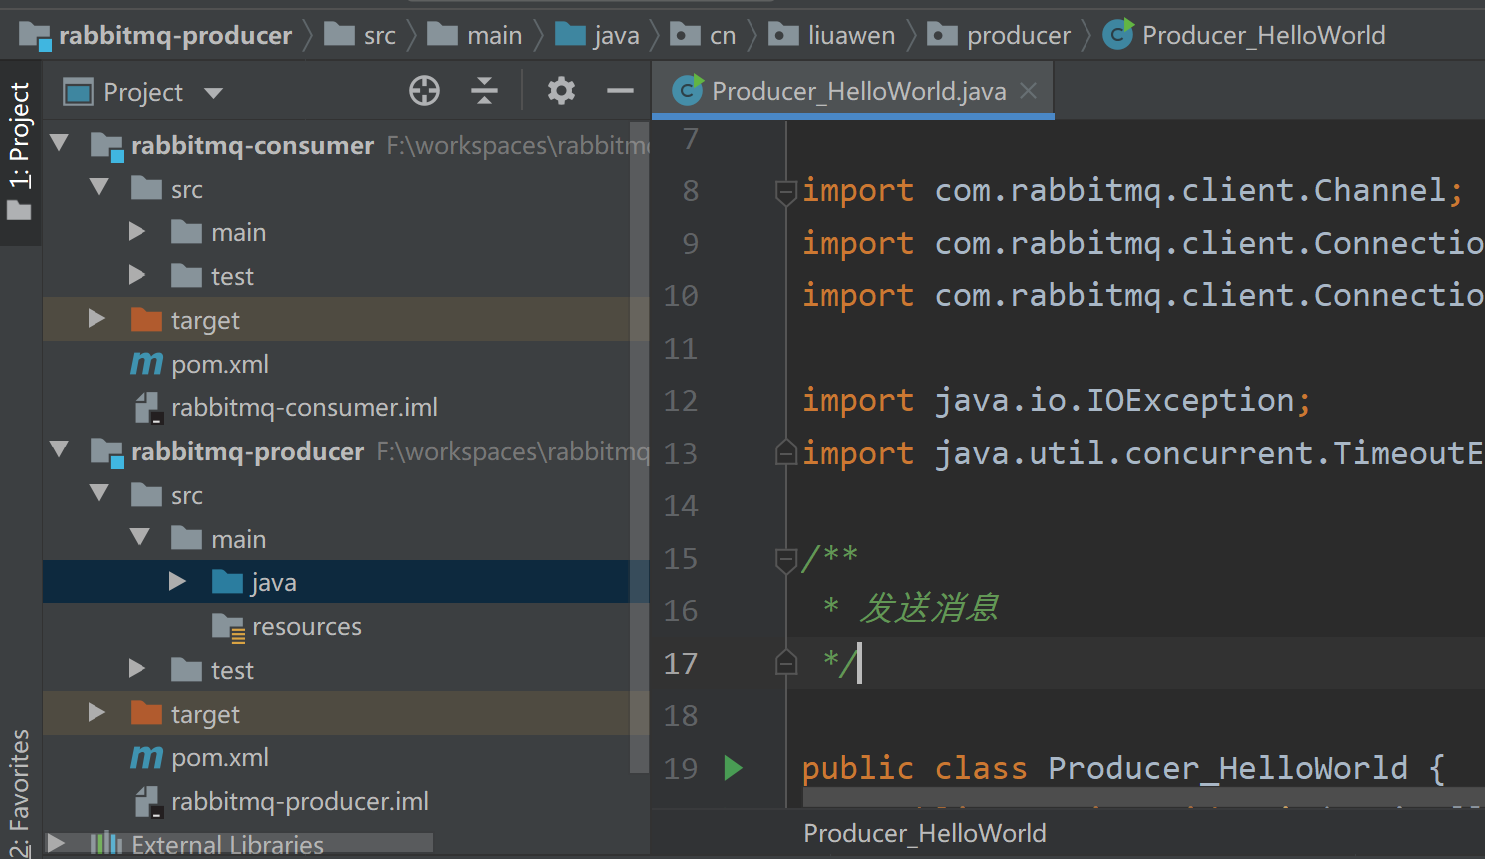 rabbitmq-producer src main java cn liuawen producer Producer_HelloWorld
1: Project
2: Favorites
Project
rabbitmq-consumer F:\workspaces\rabbitm
src
main
test
target
pom.xml
rabbitmq-consumer.iml
rabbitmq-producer F:\workspaces\rabbitmq
src
main
java
resources
test
target
pom.xml
rabbitmq-producer.iml
External Libraries
Producer_HelloWorld.java
7
8 import com.rabbitmq.client.Channel;
9 import com.rabbitmq.client.Connectio
10 import com.rabbitmq.client.Connectio
11
12 import java.io.IOException;
13 import java.util.concurrent.TimeoutE
14
15 /**
16 * 发送消息
17 */
18
19 public class Producer_HelloWorld {
Producer_HelloWorld